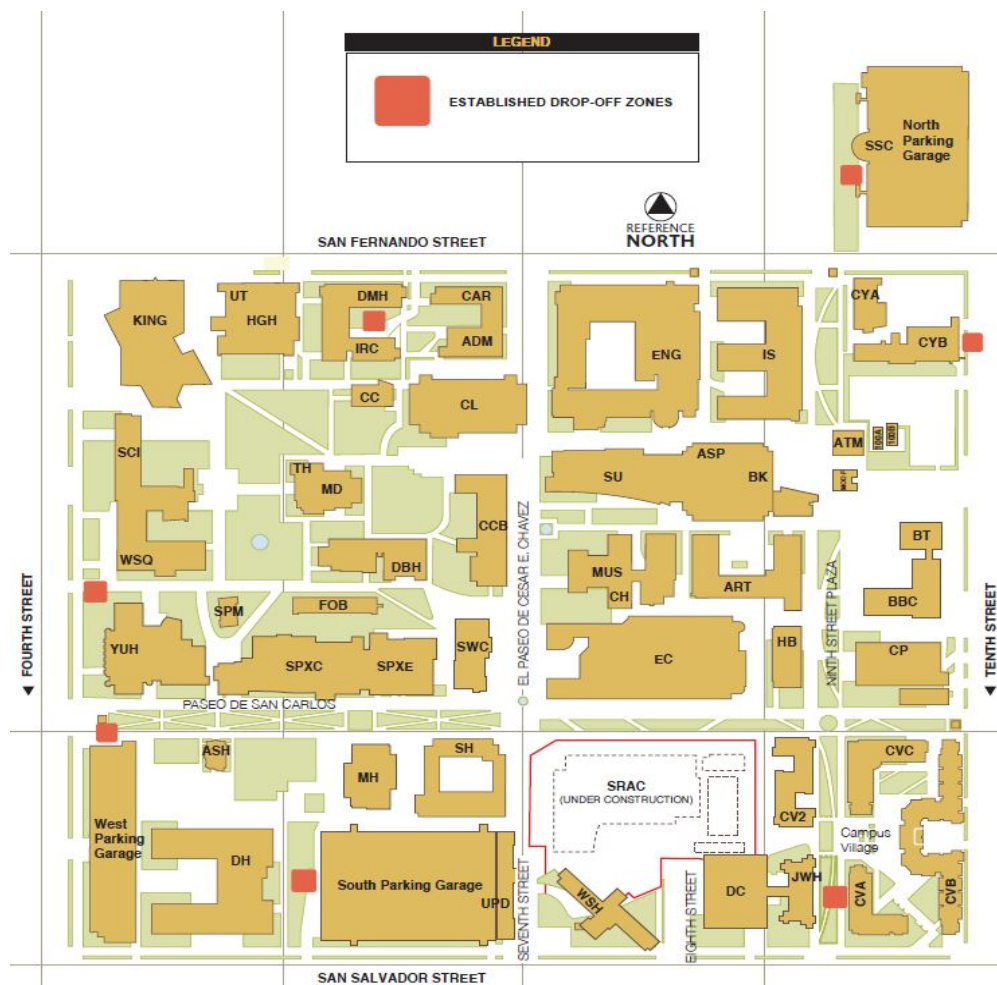 LEGEND
ESTABLISHED DROP-OFF ZONES
North
Parking
Garage
SSC
REFERENCE
NORTH
SAN FERNANDO STREET
KING
UT
HGH
DMH
IRC
CAR
ADM
ENG
IS
CYA
CYB
CC
CL
SCI
TH
MD
CCB
SU
ASP
BK
ATM
100A
100B
MOD F
WSQ
DBH
EL PASEO DE CESAR E. CHAVEZ
MUS
CH
ART
NINTH STREET PLAZA
BT
BBC
FOURTH STREET
SPM
FOB
YUH
SPXC
SPXE
SWC
EC
HB
CP
TENTH STREET
PASEO DE SAN CARLOS
ASH
MH
SH
SRAC
(UNDER CONSTRUCTION)
CV2
CVC
Campus
Village
West
Parking
Garage
DH
South Parking Garage
UPD
SEVENTH STREET
WSH
EIGHTH STREET
DC
JWH
CVA
CVB
SAN SALVADOR STREET